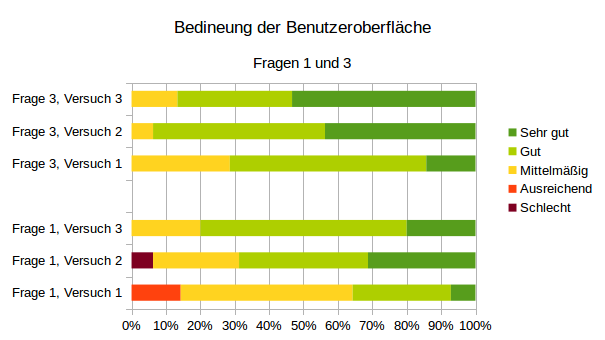 Bedineung der Benutzeroberfläche
Fragen 1 und 3
Frage 3, Versuch 3
Frage 3, Versuch 2
Frage 3, Versuch 1
Frage 1, Versuch 3
Frage 1, Versuch 2
Frage 1, Versuch 1
0% 10% 20% 30% 40% 50% 60% 70% 80% 90% 100%
Sehr gut
Gut
Mittelmäßig
Ausreichend
Schlecht